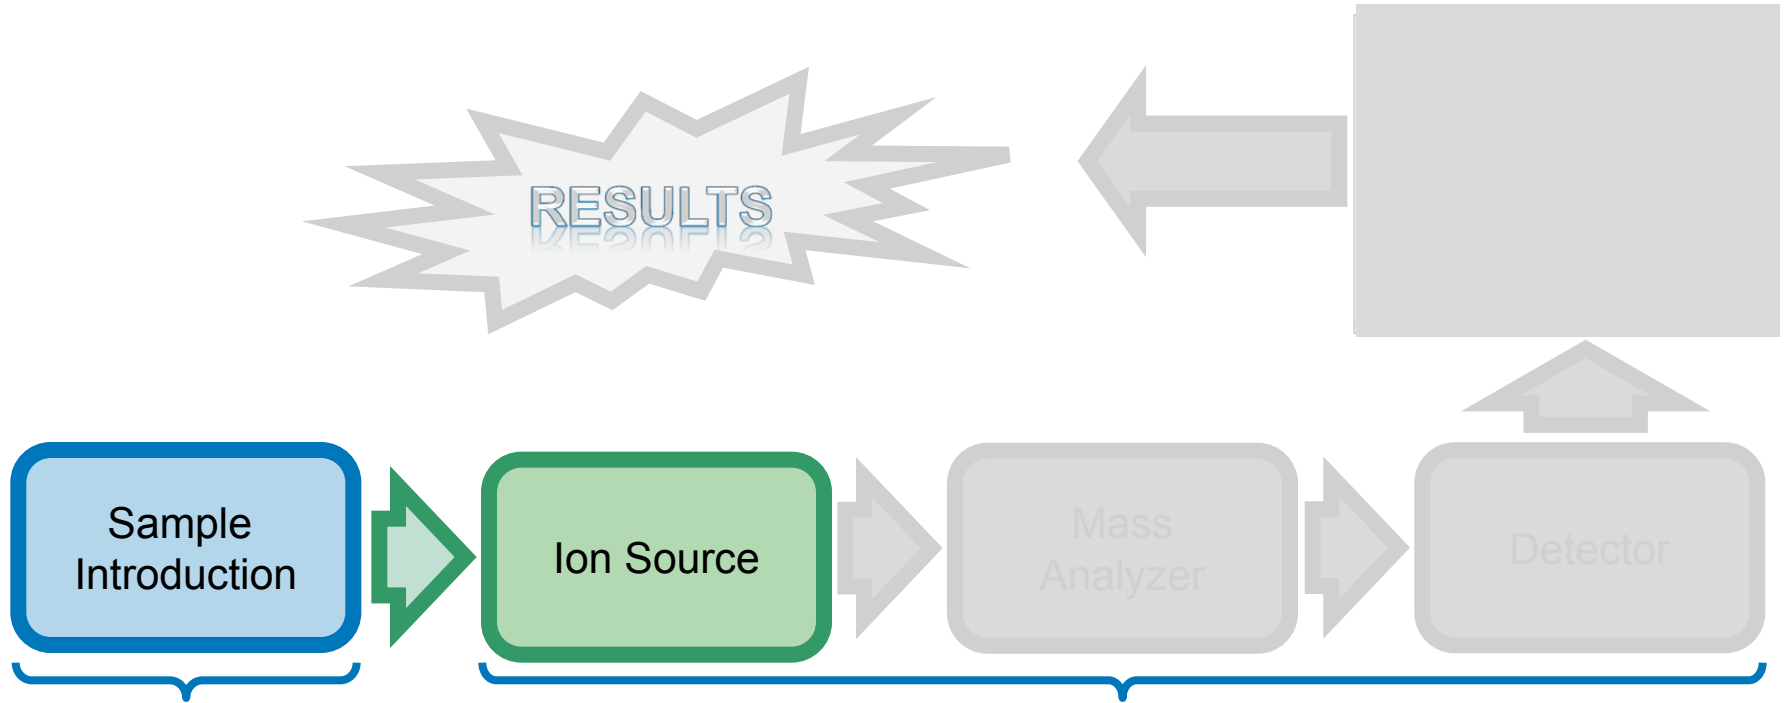 RESULTS
Sample
Introduction
Ion Source
Mass
Analyzer
Detector